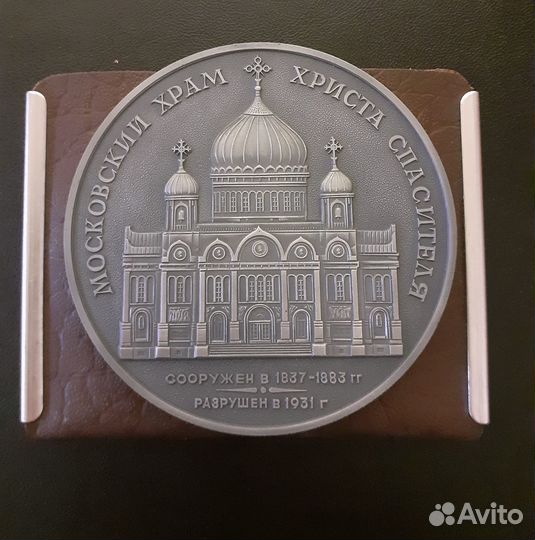 МОСКОВСКИЙ ХРАМ ХРИСТА СПАСИТЕЛЯ
СООРУЖЕН В 1837-1883 ГГ
РАЗРУШЕН В 1931 Г
Avito